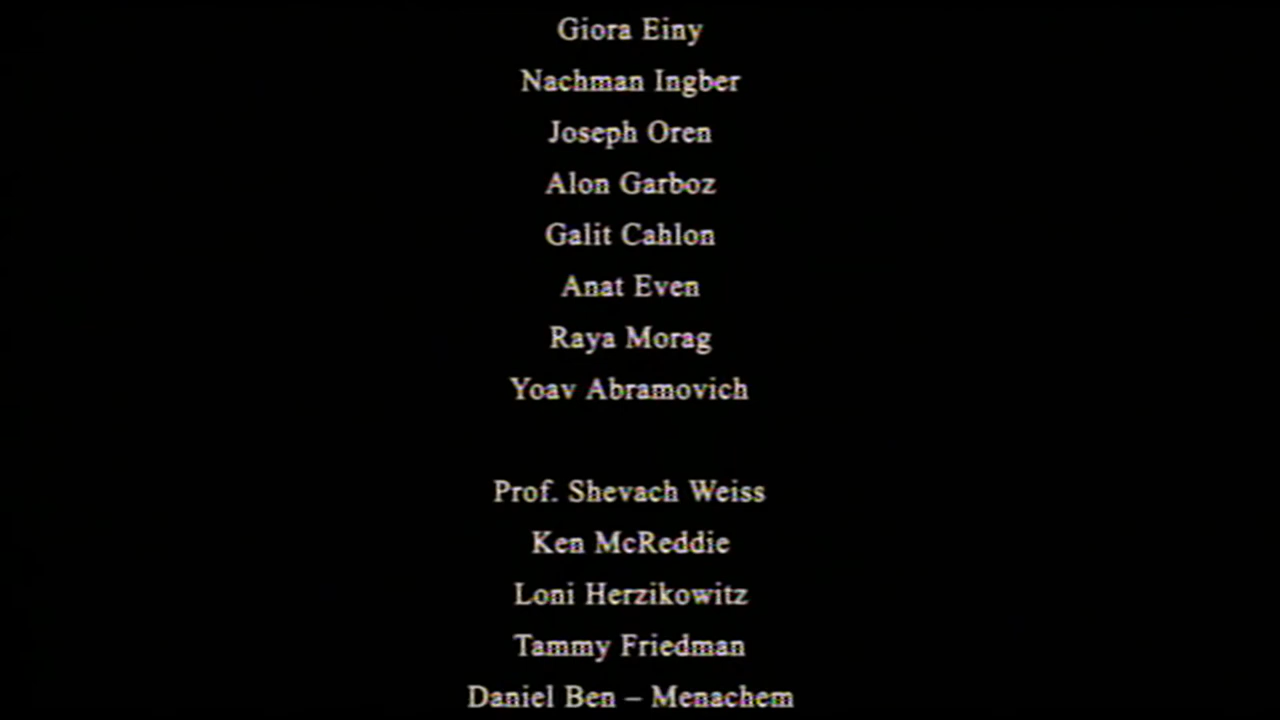 Giora Einy
Nachman Ingber
Joseph Oren
Alon Garboz
Galit Cahlon
Anat Even
Raya Morag
Yoav Abramovich
Prof. Shevach Weiss
Ken McReddie
Loni Herzikowitz
Tammy Friedman
Daniel Ben – Menachem